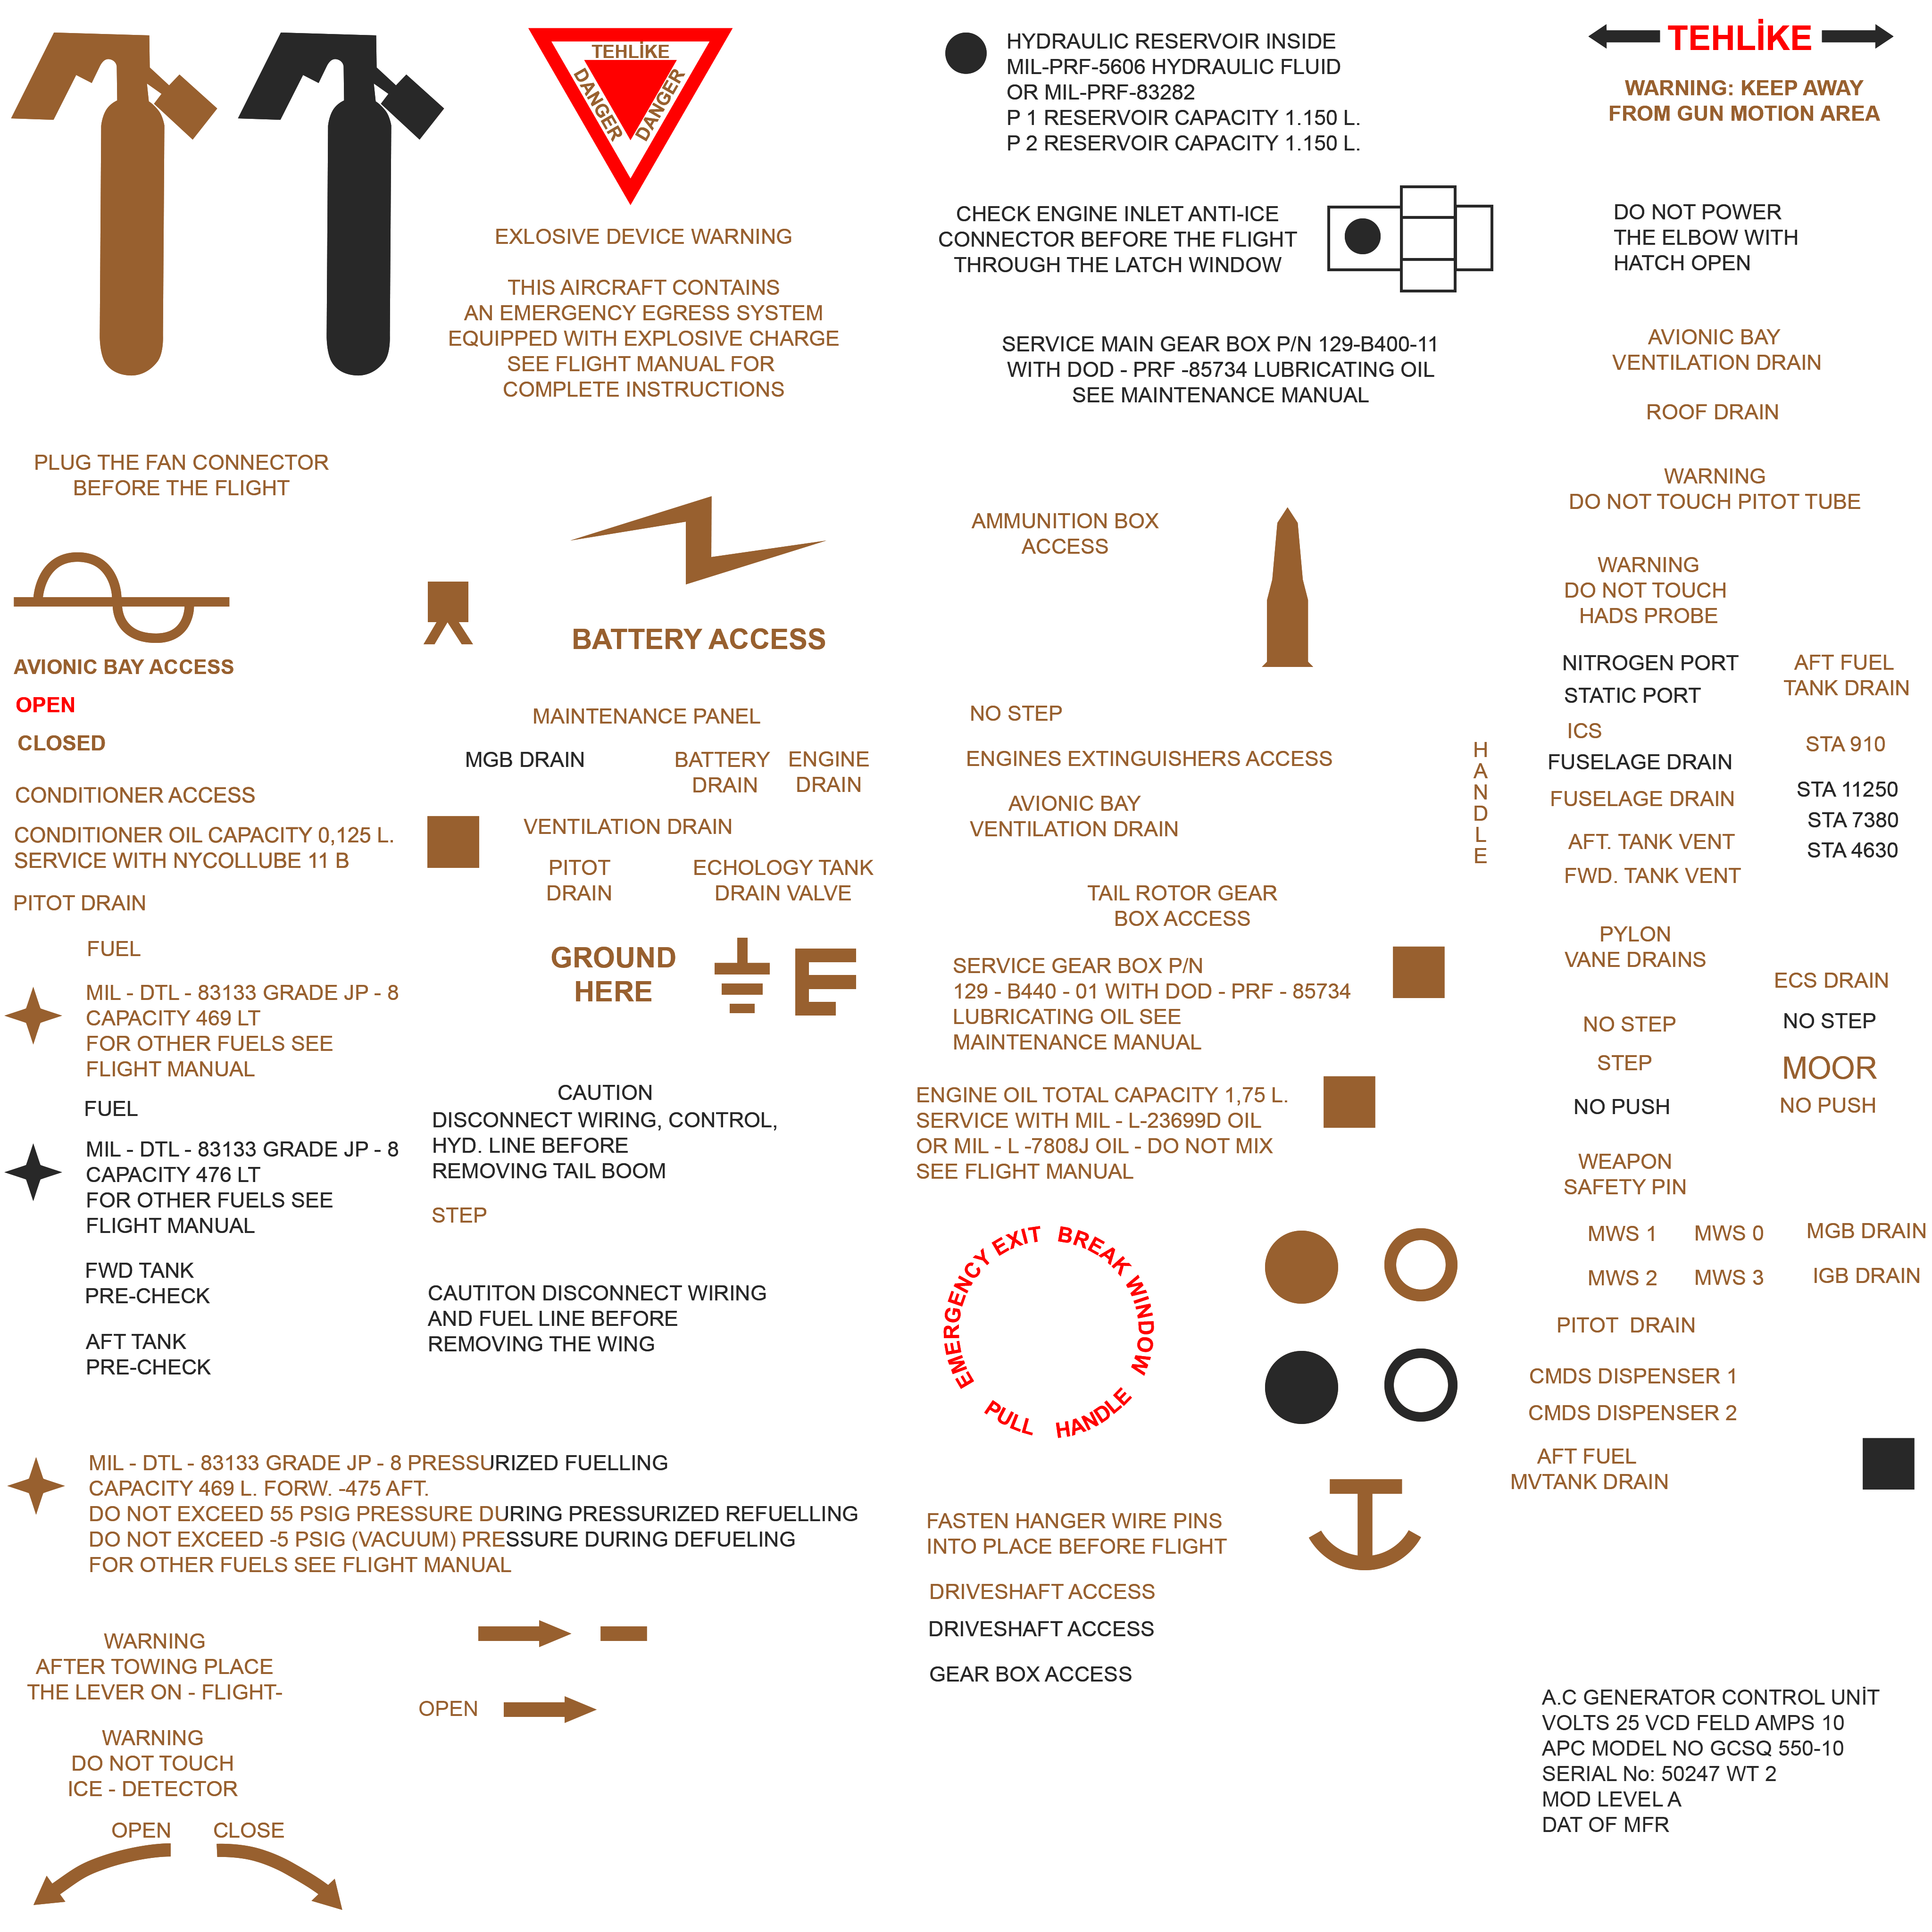 TEHLİKE
DANGER
DANGER
EXLOSIVE DEVICE WARNING
THIS AIRCRAFT CONTAINS
AN EMERGENCY EGRESS SYSTEM
EQUIPPED WITH EXPLOSIVE CHARGE
SEE FLIGHT MANUAL FOR
COMPLETE INSTRUCTIONS
HYDRAULIC RESERVOIR INSIDE
MIL-PRF-5606 HYDRAULIC FLUID
OR MIL-PRF-83282
P 1 RESERVOIR CAPACITY 1.150 L.
P 2 RESERVOIR CAPACITY 1.150 L.
CHECK ENGINE INLET ANTI-ICE
CONNECTOR BEFORE THE FLIGHT
THROUGH THE LATCH WINDOW
SERVICE MAIN GEAR BOX P/N 129-B400-11
WITH DOD - PRF -85734 LUBRICATING OIL
SEE MAINTENANCE MANUAL
TEHLİKE
WARNING: KEEP AWAY
FROM GUN MOTION AREA
DO NOT POWER
THE ELBOW WITH
HATCH OPEN
AVIONIC BAY
VENTILATION DRAIN
ROOF DRAIN
WARNING
DO NOT TOUCH PITOT TUBE
WARNING
DO NOT TOUCH
HADS PROBE
PLUG THE FAN CONNECTOR
BEFORE THE FLIGHT
AVIONIC BAY ACCESS
OPEN
CLOSED
CONDITIONER ACCESS
CONDITIONER OIL CAPACITY 0,125 L.
SERVICE WITH NYCOLLUBE 11 B
PITOT DRAIN
FUEL
MIL - DTL - 83133 GRADE JP - 8
CAPACITY 469 LT
FOR OTHER FUELS SEE
FLIGHT MANUAL
FUEL
MIL - DTL - 83133 GRADE JP - 8
CAPACITY 476 LT
FOR OTHER FUELS SEE
FLIGHT MANUAL
FWD TANK
PRE-CHECK
AFT TANK
PRE-CHECK
BATTERY ACCESS
MAINTENANCE PANEL
MGB DRAIN
BATTERY
DRAIN
ENGINE
DRAIN
VENTILATION DRAIN
PITOT
DRAIN
ECHOLOGY TANK
DRAIN VALVE
GROUND
HERE
CAUTION
DISCONNECT WIRING, CONTROL,
HYD. LINE BEFORE
REMOVING TAIL BOOM
STEP
CAUTITON DISCONNECT WIRING
AND FUEL LINE BEFORE
REMOVING THE WING
AMMUNITION BOX
ACCESS
NO STEP
ENGINES EXTINGUISHERS ACCESS
AVIONIC BAY
VENTILATION DRAIN
HANDLE
TAIL ROTOR GEAR
BOX ACCESS
SERVICE GEAR BOX P/N
129 - B440 - 01 WITH DOD - PRF - 85734
LUBRICATING OIL SEE
MAINTENANCE MANUAL
ENGINE OIL TOTAL CAPACITY 1,75 L.
SERVICE WITH MIL - L-23699D OIL
OR MIL - L -7808J OIL - DO NOT MIX
SEE FLIGHT MANUAL
EMERGENCY EXIT BREAK WINDOW
PULL HANDLE
NITROGEN PORT
STATIC PORT
ICS
FUSELAGE DRAIN
FUSELAGE DRAIN
AFT. TANK VENT
FWD. TANK VENT
AFT FUEL
TANK DRAIN
STA 910
STA 11250
STA 7380
STA 4630
PYLON
VANE DRAINS
ECS DRAIN
NO STEP
NO STEP
STEP
MOOR
NO PUSH
NO PUSH
WEAPON
SAFETY PIN
MWS 1
MWS 0
MGB DRAIN
MWS 2
MWS 3
IGB DRAIN
PITOT DRAIN
CMDS DISPENSER 1
CMDS DISPENSER 2
AFT FUEL
MVTANK DRAIN
MIL - DTL - 83133 GRADE JP - 8 PRESSURIZED FUELLING
CAPACITY 469 L. FORW. -475 AFT.
DO NOT EXCEED 55 PSIG PRESSURE DURING PRESSURIZED REFUELLING
DO NOT EXCEED -5 PSIG (VACUUM) PRESSURE DURING DEFUELING
FOR OTHER FUELS SEE FLIGHT MANUAL
FASTEN HANGER WIRE PINS
INTO PLACE BEFORE FLIGHT
DRIVESHAFT ACCESS
DRIVESHAFT ACCESS
GEAR BOX ACCESS
WARNING
AFTER TOWING PLACE
THE LEVER ON - FLIGHT-
OPEN
WARNING
DO NOT TOUCH
ICE - DETECTOR
OPEN
CLOSE
A.C GENERATOR CONTROL UNİT
VOLTS 25 VCD FELD AMPS 10
APC MODEL NO GCSQ 550-10
SERIAL No: 50247 WT 2
MOD LEVEL A
DAT OF MFR